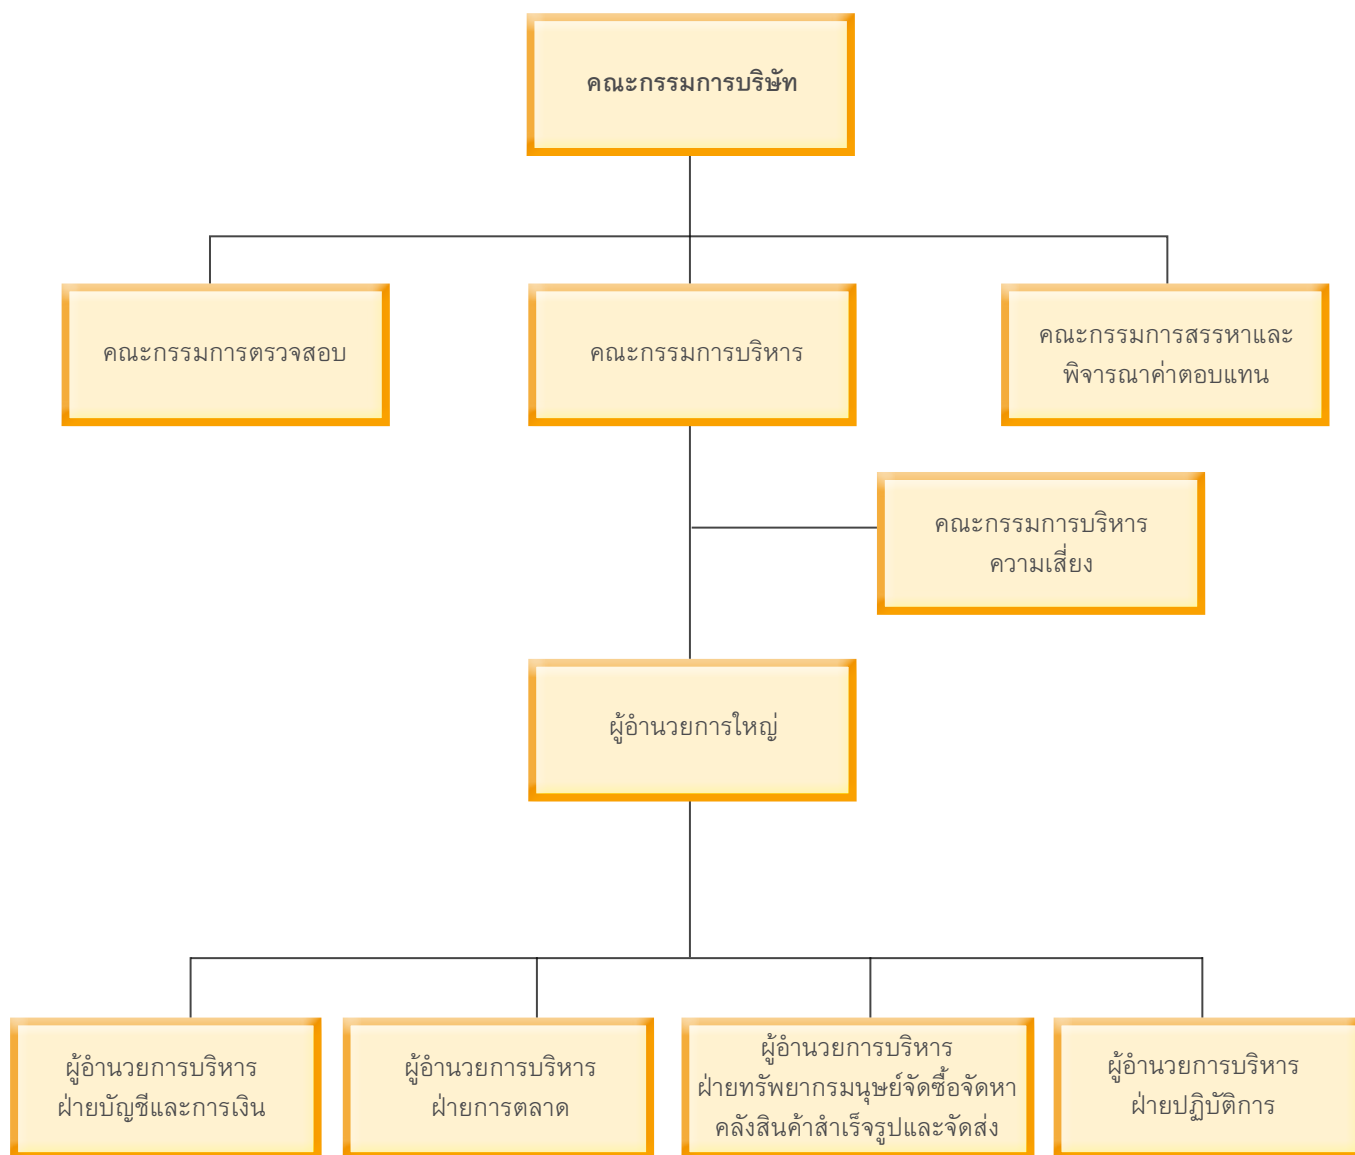 คณะกรรมการบริษัท
คณะกรรมการตรวจสอบ
คณะกรรมการบริหาร
คณะกรรมการสรรหาและ
พิจารณาค่าตอบแทน
คณะกรรมการบริหาร
ความเสี่ยง
ผู้อำนวยการใหญ่
ผู้อำนวยการบริหาร
ฝ่ายบัญชีและการเงิน
ผู้อำนวยการบริหาร
ฝ่ายการตลาด
ผู้อำนวยการบริหาร
ฝ่ายทรัพยากรมนุษย์จัดซื้อจัดหา
คลังสินค้าสำเร็จรูปและจัดส่ง
ผู้อำนวยการบริหาร
ฝ่ายปฏิบัติการ